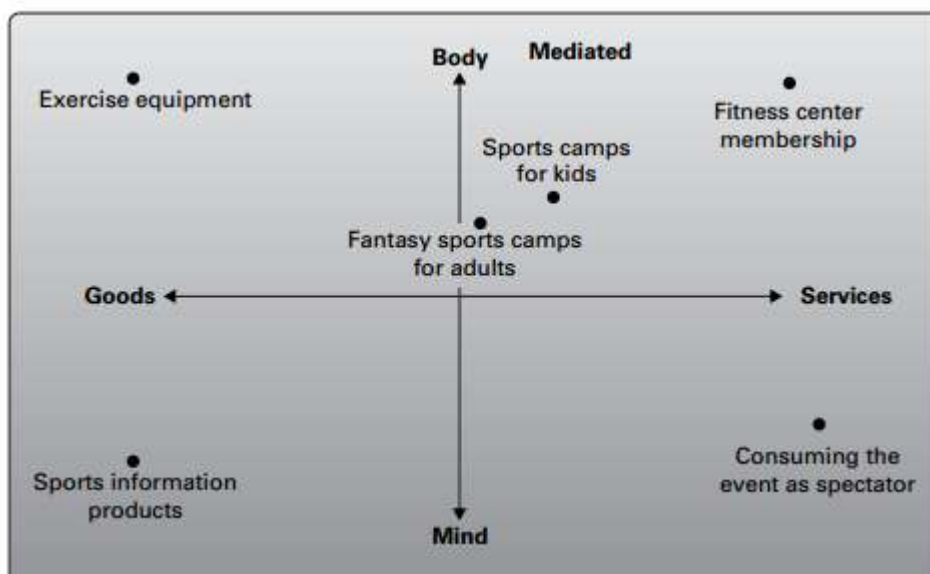 Body
Mediated
Exercise equipment
Fitness center
membership
Sports camps
for kids
Fantasy sports camps
for adults
Goods
Services
Sports information
products
Consuming the
event as spectator
Mind